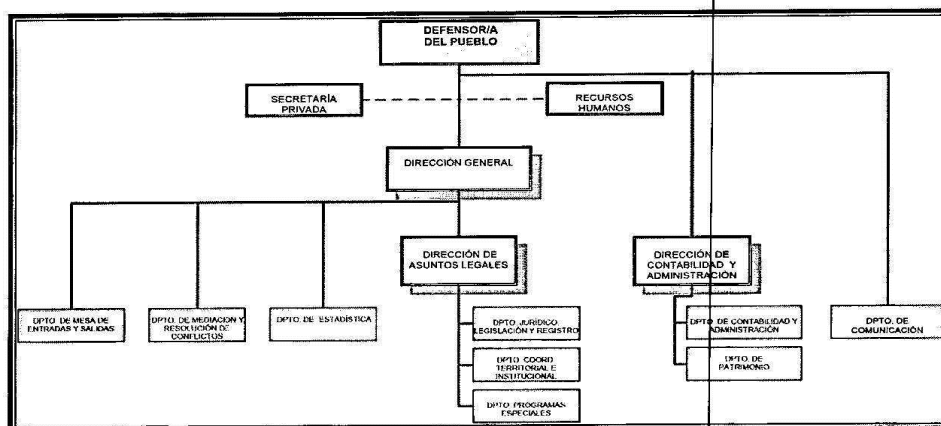 DEFENSOR/A
DEL PUEBLO
SECRETARÍA
PRIVADA
RECURSOS
HUMANOS
DIRECCIÓN GENERAL
DIRECCIÓN DE
ASUNTOS LEGALES
DIRECCIÓN DE
CONTABILIDAD Y
ADMINISTRACIÓN
DPTO. DE MESA DE
ENTRADAS Y SALIDAS
DPTO. DE MEDIACION Y
RESOLUCIÓN DE
CONFLICTOS
DPTO. DE ESTADÍSTICA
DPTO JURÍDICO
LEGISLACIÓN Y REGISTRO
DPTO. DE CONTABILIDAD Y
ADMINISTRACIÓN
DPTO. DE
COMUNICACIÓN
DPTO. COORD
TERRITORIAL E
INSTITUCIONAL
DPTO. DE
PATRIMONIO
DPTO PROGRAMAS
ESPECIALES